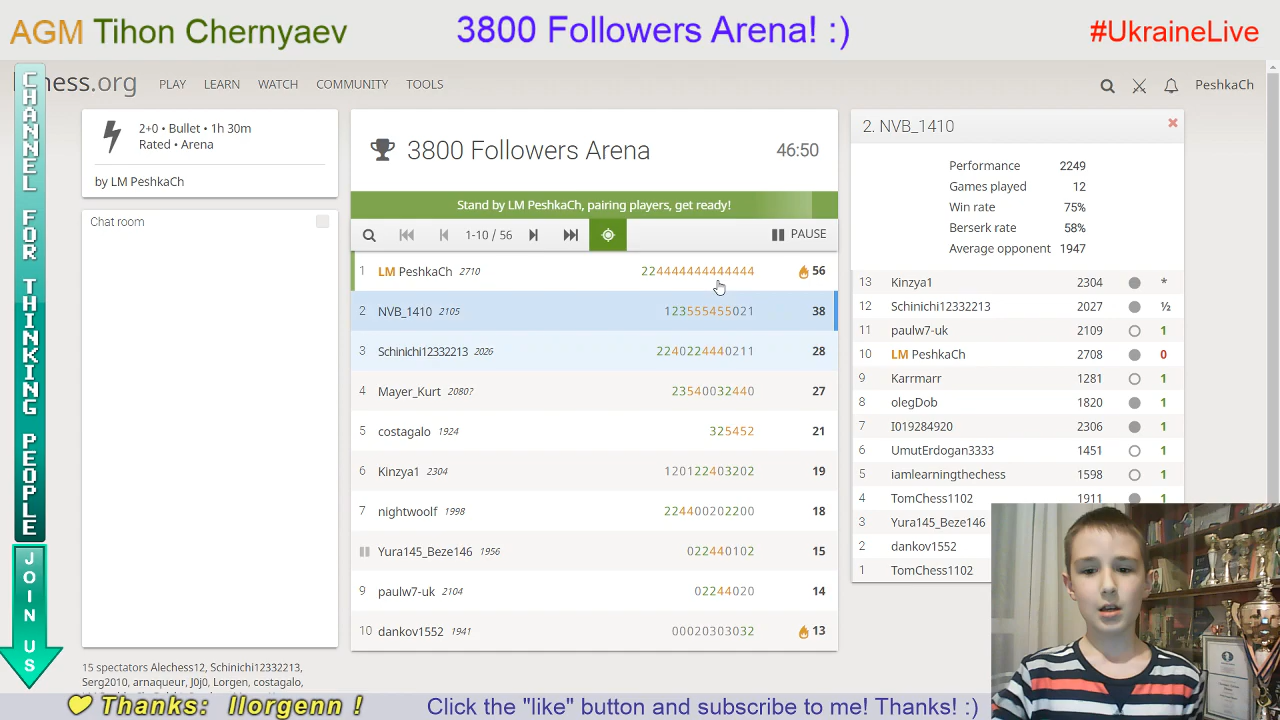 AGM Tihon Chernyaev
3800 Followers Arena! :)
#UkraineLive
CHANNEL FOR THINKING PEOPLE
JOIN US
hess.org
PLAY LEARN WATCH COMMUNITY TOOLS
PeshkaCh
2+0 • Bullet • 1h 30m
Rated • Arena
by LM PeshkaCh
Chat room
15 spectators Alechess12, Schinichi12332213,
Serg2010, arnaqueur, J0j0, Lorgen, costagalo,
3800 Followers Arena 46:50
Stand by LM PeshkaCh, pairing players, get ready!
1-10 / 56 PAUSE
1 LM PeshkaCh 2710 2244444444444444 56
2 NVB_1410 2105 123555455021 38
3 Schinichi12332213 2026 2240224440211 28
4 Mayer_Kurt 2080? 23540032440 27
5 costagalo 1924 325452 21
6 Kinzya1 2304 120122403202 19
7 nightwoolf 1998 224400202200 18
Yura145_Beze146 1956 022440102 15
9 paulw7-uk 2104 02244020 14
10 dankov1552 1941 00020303032 13
2. NVB_1410
Performance 2249
Games played 12
Win rate 75%
Berserk rate 58%
Average opponent 1947
13 Kinzya1 2304 *
12 Schinichi12332213 2027 ½
11 paulw7-uk 2109 1
10 LM PeshkaCh 2708 0
9 Karrmarr 1281 1
8 olegDob 1820 1
7 I019284920 2306 1
6 UmutErdogan3333 1451 1
5 iamlearningthechess 1598 1
4 TomChess1102 1911 1
3 Yura145_Beze146
2 dankov1552
1 TomChess1102
Thanks: llorgenn !
Click the "like" button and subscribe to me! Thanks! :)